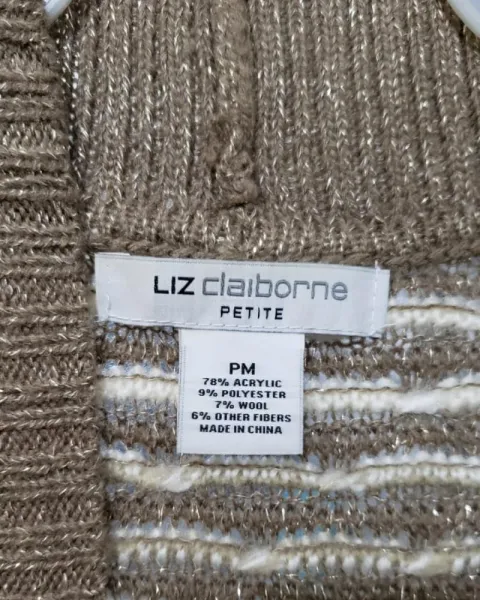 LIZ claiborne
PETITE
PM
78% ACRYLIC
9% POLYESTER
7% WOOL
6% OTHER FIBERS
MADE IN CHINA